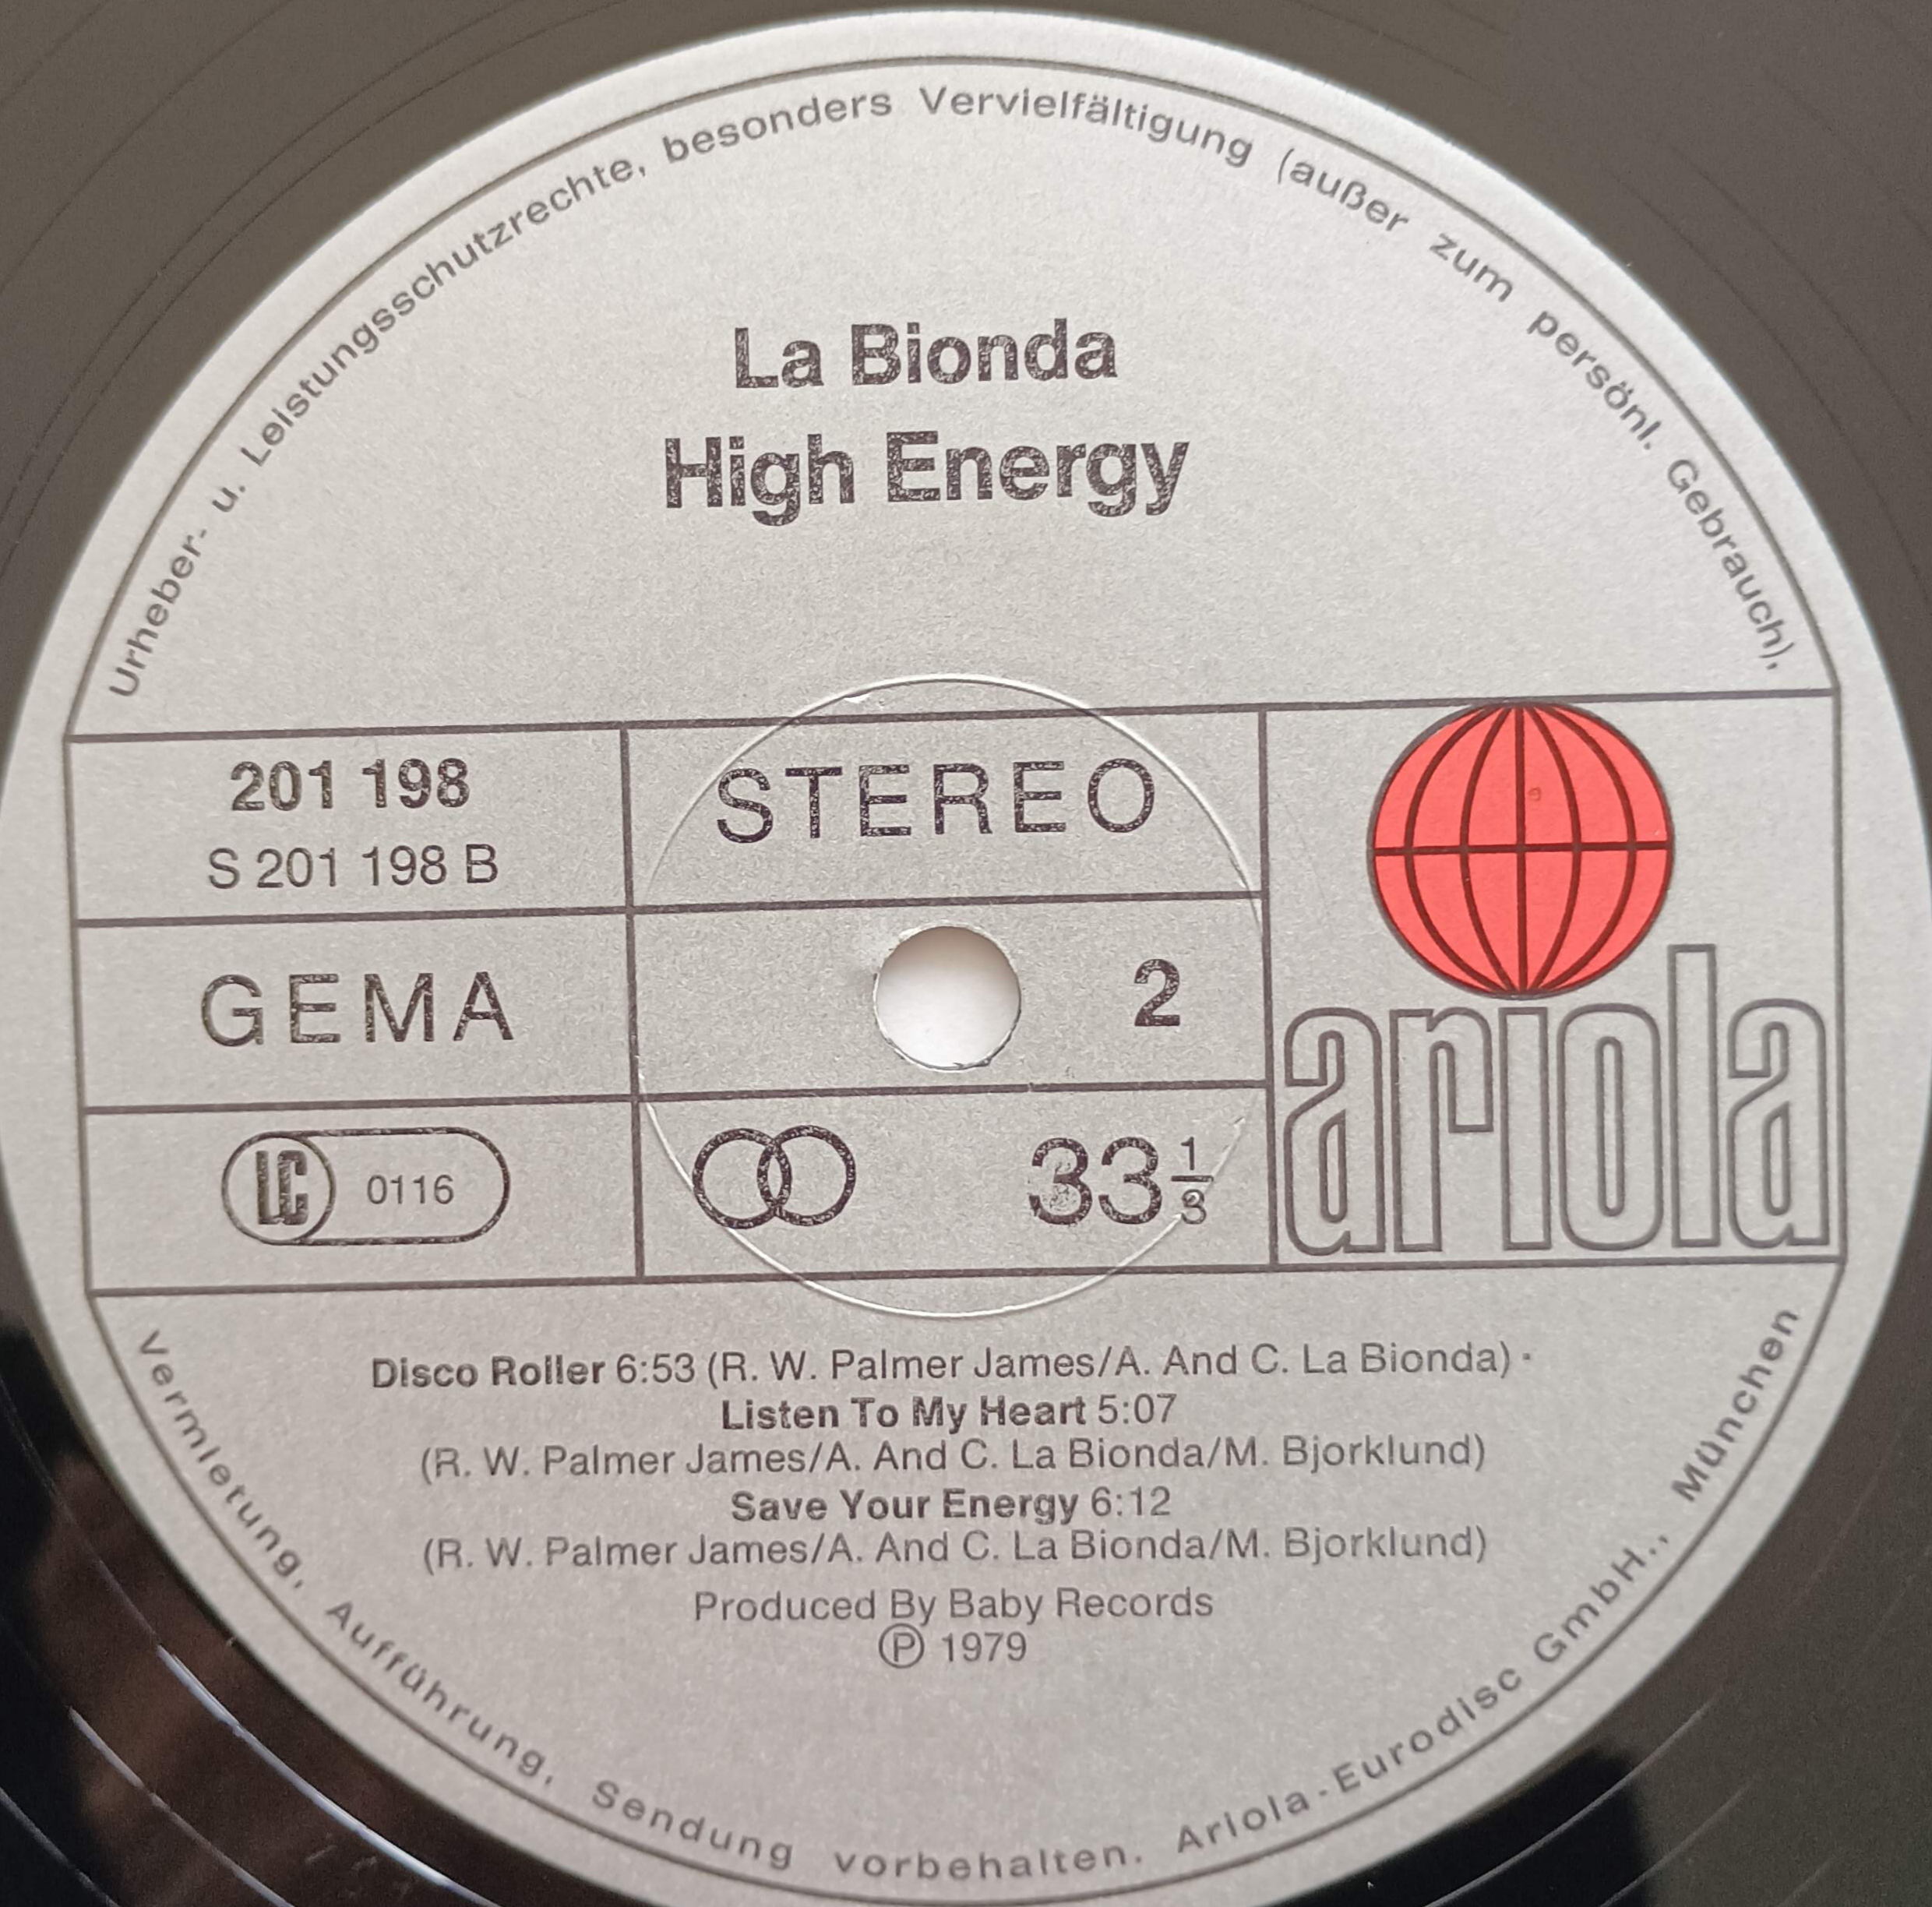 Urheber- u. Leistungsschutzrechte, besonders Vervielfältigung (außer zum persönl. Gebrauch),
La Bionda
High Energy
201 198
S 201 198 B
STEREO
GEMA
2
LC 0116
33 1/3
ariola
Disco Roller 6:53 (R. W. Palmer James/A. And C. La Bionda) ·
Listen To My Heart 5:07
(R. W. Palmer James/A. And C. La Bionda/M. Bjorklund)
Save Your Energy 6:12
(R. W. Palmer James/A. And C. La Bionda/M. Bjorklund)
Produced By Baby Records
℗ 1979
Vermietung, Aufführung, Sendung vorbehalten. Ariola-Eurodisc GmbH., München